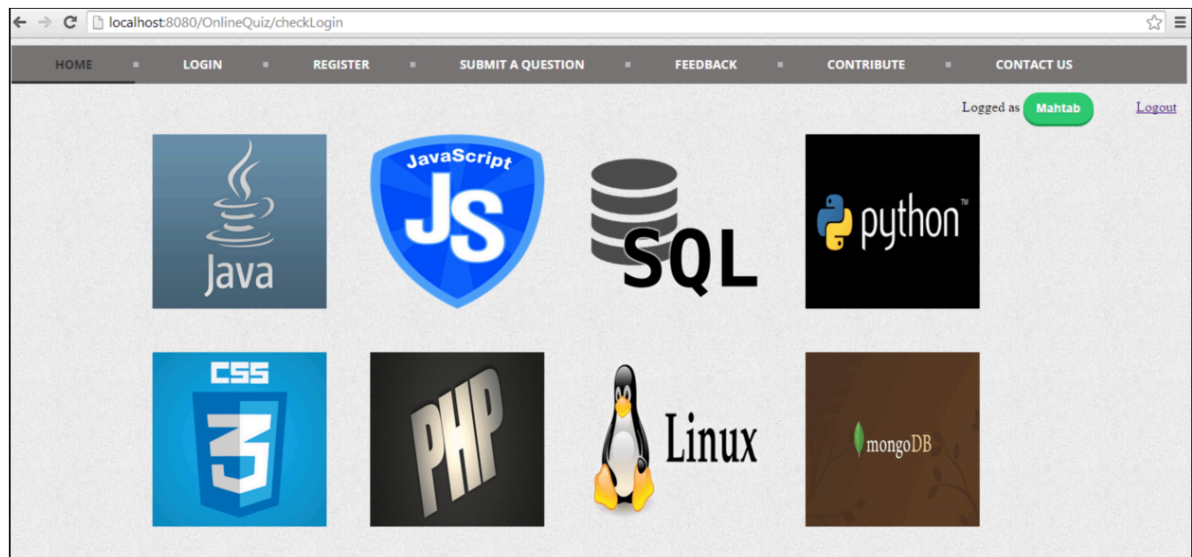 localhost:8080/OnlineQuiz/checkLogin
HOME LOGIN REGISTER SUBMIT A QUESTION FEEDBACK CONTRIBUTE CONTACT US
Logged as Mahtab Logout
Java
JavaScript
JS
SQL
python™
CSS
3
PHP
Linux
mongoDB